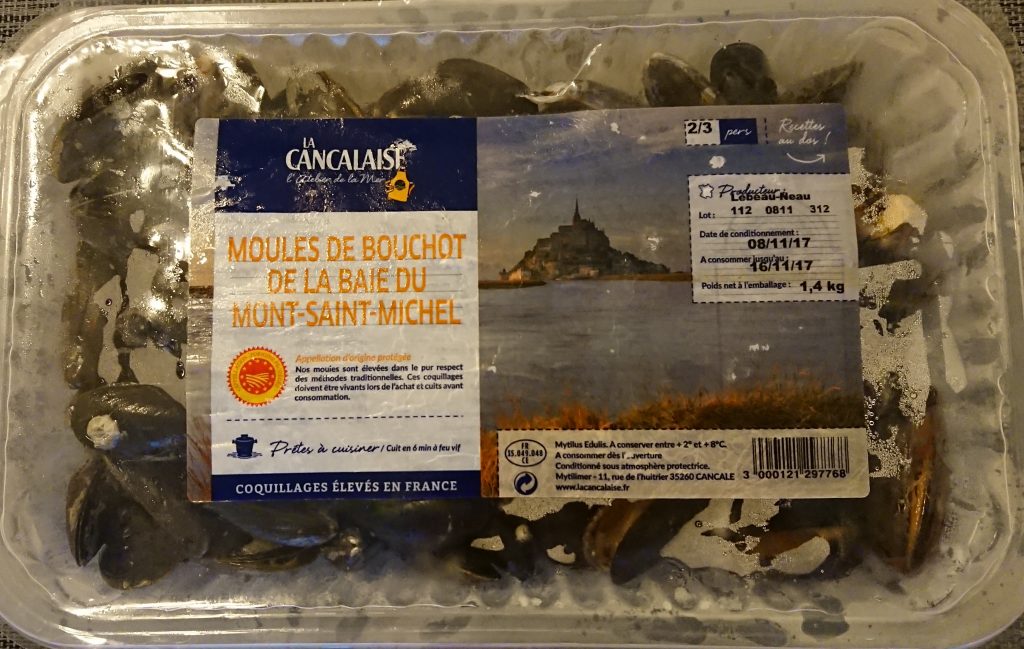 LA
CANCALAISE
l'Atelier de la Mer
MOULES DE BOUCHOT
DE LA BAIE DU
MONT-SAINT-MICHEL
Appellation d'origine protégée
Nos moules sont élevées dans le pur respect
des méthodes traditionnelles. Ces coquillages
doivent être vivants lors de l'achat et cuits avant
consommation.
Prêtes à cuisiner / Cuit en 6 min à feu vif
COQUILLAGES ÉLEVÉS EN FRANCE
2/3 pers
Recettes
au dos !
Producteur :
Lebeau-Neau
Lot : 112 0811 312
Date de conditionnement :
08/11/17
A consommer jusqu'au :
16/11/17
Poids net à l'emballage : 1,4 kg
FR
35.049.048
CE
Mytilus Edulis. A conserver entre + 2° et + 8°C.
A consommer dès l'ouverture
Conditionné sous atmosphère protectrice.
Mytilimer - 11, rue de l'huitrier 35260 CANCALE
www.lacancalaise.fr
3 000121 297768